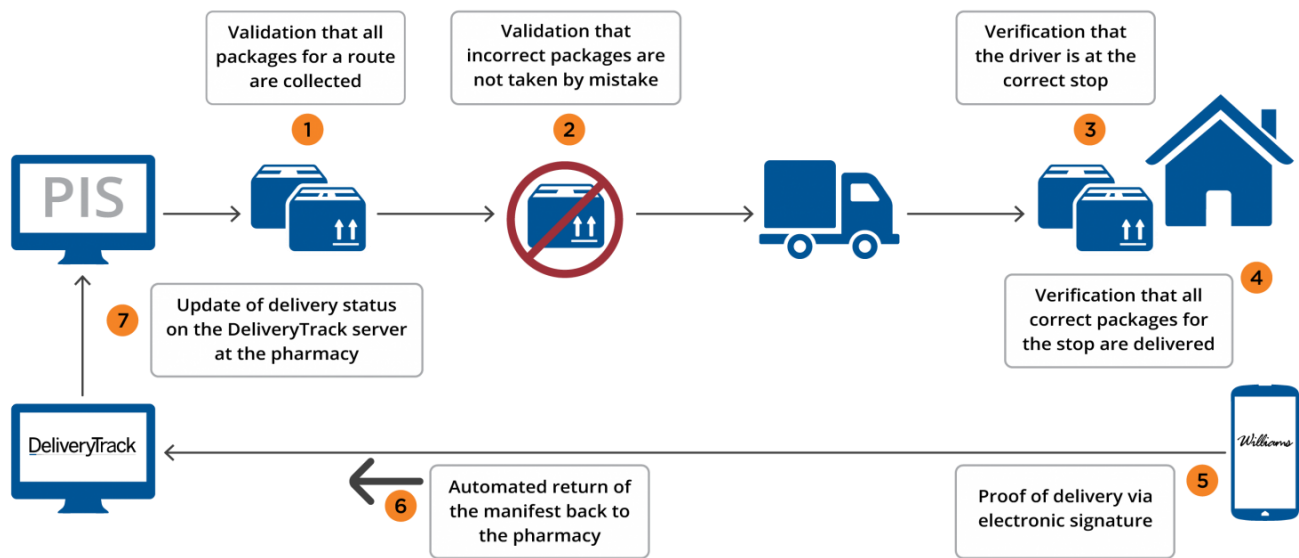 Validation that all
packages for a route
are collected
1
Validation that
incorrect packages are
not taken by mistake
2
Verification that
the driver is at the
correct stop
3
PIS
4
Verification that all
correct packages for
the stop are delivered
7
Update of delivery status
on the DeliveryTrack server
at the pharmacy
DeliveryTrack
6
Automated return of
the manifest back to
the pharmacy
Proof of delivery via
electronic signature
5
Williams